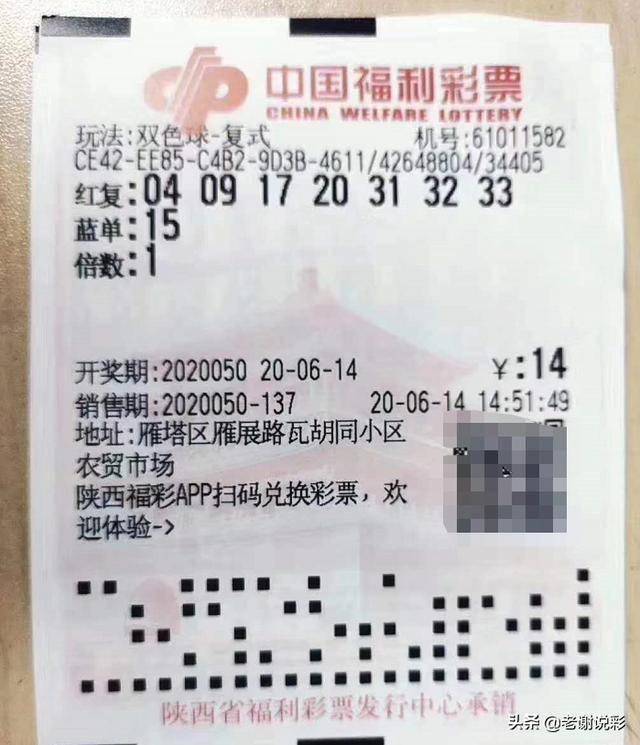 中国福利彩票
CHINA WELFARE LOTTERY
玩法:双色球-复式 机号:61011582
CE42-EE85-C4B2-9D3B-4611/42648804/34405
红复:04 09 17 20 31 32 33
蓝单:15
倍数:1
开奖期:2020050 20-06-14 ¥:14
销售期:2020050-137 20-06-14 14:51:49
地址:雁塔区雁展路瓦胡同小区
农贸市场
陕西福彩APP扫码兑换彩票，欢
迎体验->
陕西省福利彩票发行中心承销
头条 @老谢说彩